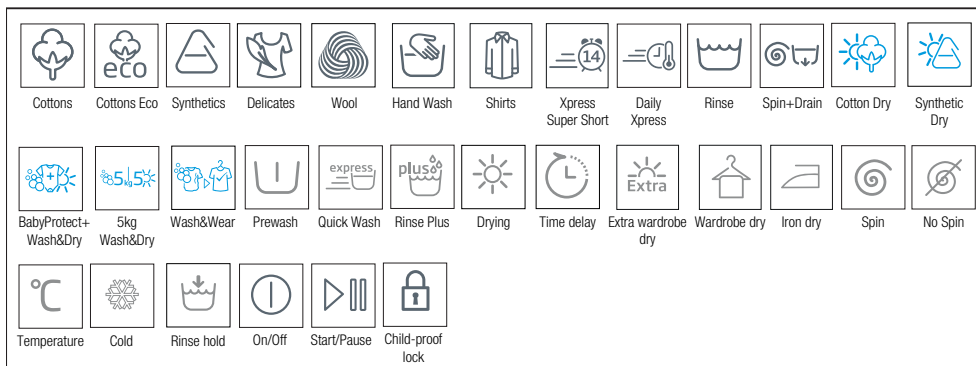 eco
14
Cottons Cottons Eco Synthetics Delicates Wool Hand Wash Shirts Xpress Super Short Daily Xpress Rinse Spin+Drain Cotton Dry Synthetic Dry
5kg 5
express
plus
Extra
BabyProtect+ Wash&Dry 5kg Wash&Dry Wash&Wear Prewash Quick Wash Rinse Plus Drying Time delay Extra wardrobe dry Wardrobe dry Iron dry Spin No Spin
°C
Temperature Cold Rinse hold On/Off Start/Pause Child-proof lock